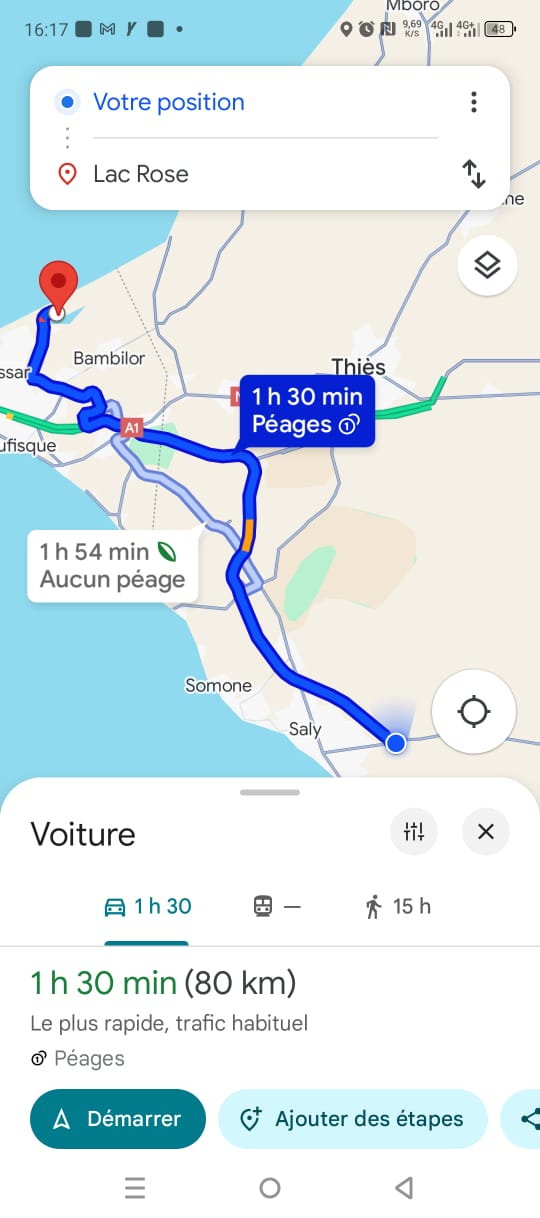 Mboro
16:17
9,69
K/S
4G
4G+
48
Votre position
Lac Rose
ne
Bambilor
Thiès
ssar
1 h 30 min
Péages
A1
ufisque
1 h 54 min
Aucun péage
Somone
Saly
Voiture
1 h 30
—
15 h
1 h 30 min (80 km)
Le plus rapide, trafic habituel
Péages
Démarrer
Ajouter des étapes